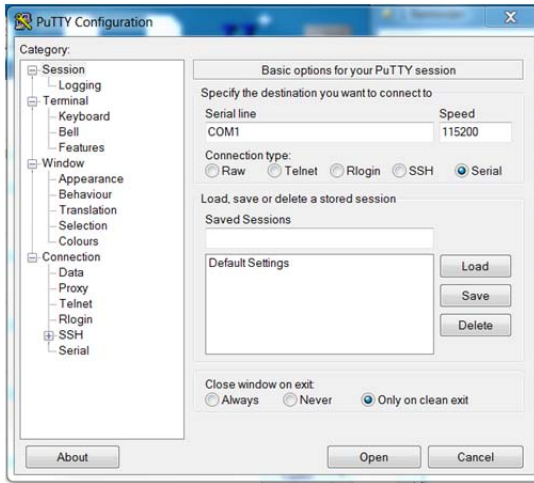 PuTTY Configuration
X
Category:
Session
Logging
Terminal
Keyboard
Bell
Features
Window
Appearance
Behaviour
Translation
Selection
Colours
Connection
Data
Proxy
Telnet
Rlogin
SSH
Serial
Basic options for your PuTTY session
Specify the destination you want to connect to
Serial line Speed
COM1 115200
Connection type:
Raw Telnet Rlogin SSH Serial
Load, save or delete a stored session
Saved Sessions
Default Settings
Load
Save
Delete
Close window on exit:
Always Never Only on clean exit
About Open Cancel